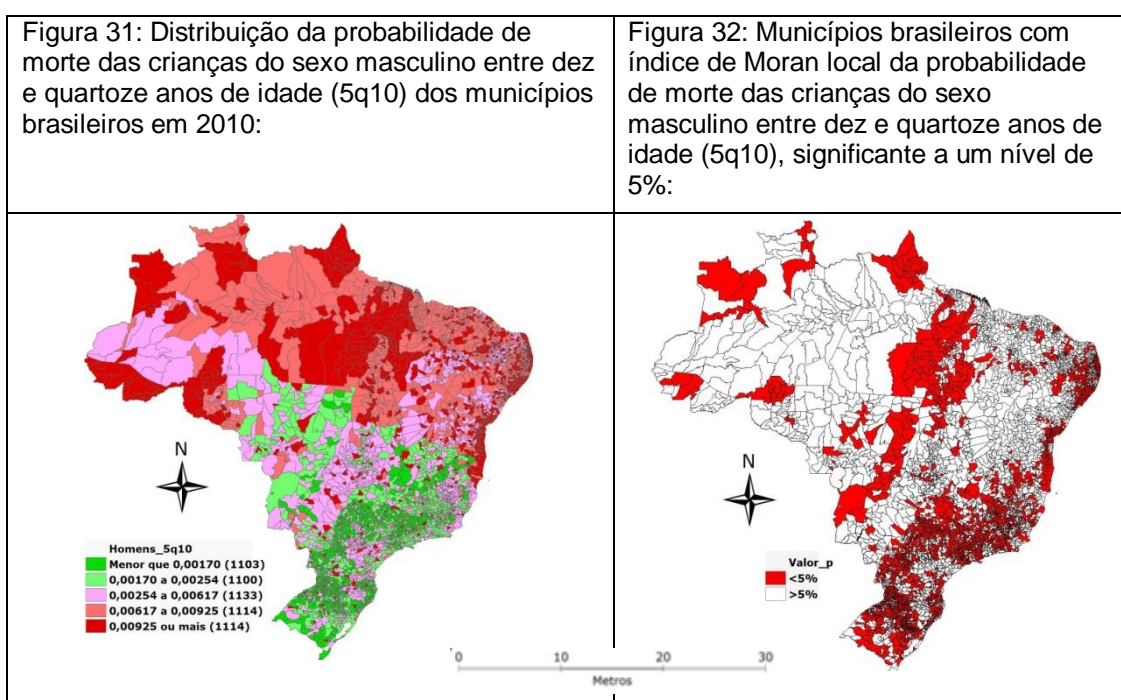 Figura 31: Distribuição da probabilidade de
morte das crianças do sexo masculino entre dez
e quartoze anos de idade (5q10) dos municípios
brasileiros em 2010:
Figura 32: Municípios brasileiros com
índice de Moran local da probabilidade
de morte das crianças do sexo
masculino entre dez e quartoze anos de
idade (5q10), significante a um nível de
5%:
N
Homens_5q10
Menor que 0,00170 (1103)
0,00170 a 0,00254 (1100)
0,00254 a 0,00617 (1133)
0,00617 a 0,00925 (1114)
0,00925 ou mais (1114)
N
Valor_p
<5%
>5%
0 10 20 30
Metros